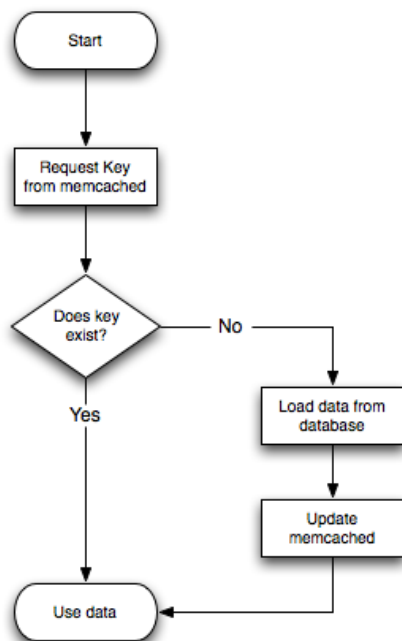 Start
Request Key
from memcached
Does key
exist?
No
Yes
Load data from
database
Update
memcached
Use data